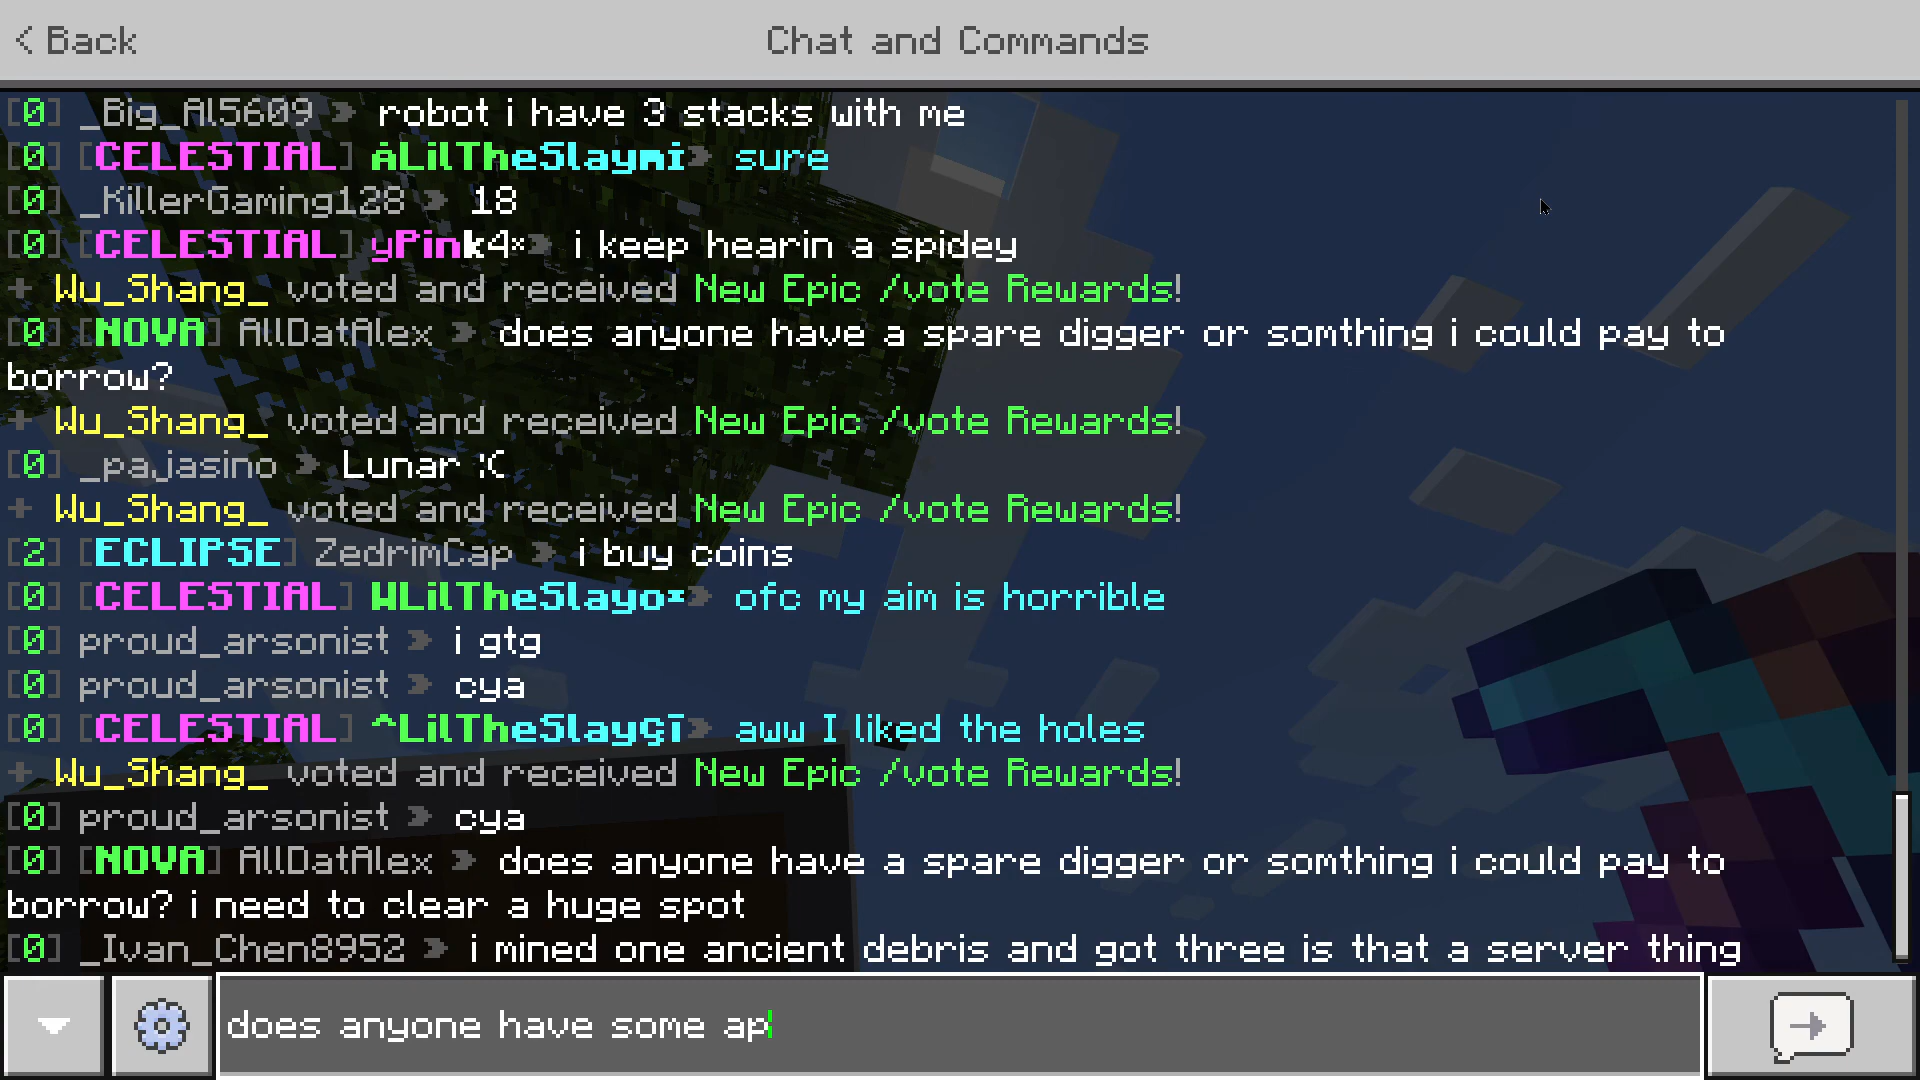 < Back
Chat and Commands
[0] _Big_Al5609 robot i have 3 stacks with me
[0] [CELESTIAL] ȧLilTheSlaymi sure
[0] _KillerGaming128 18
[0] [CELESTIAL] yPink4× i keep hearin a spidey
+ Wu_Shang_ voted and received New Epic /vote Rewards!
[0] [NOVA] AllDatAlex does anyone have a spare digger or somthing i could pay to
borrow?
+ Wu_Shang_ voted and received New Epic /vote Rewards!
[0] _pajasino Lunar :(
+ Wu_Shang_ voted and received New Epic /vote Rewards!
[2] [ECLIPSE] ZedrimCap i buy coins
[0] [CELESTIAL] WLilTheSlayo× ofc my aim is horrible
[0] proud_arsonist i gtg
[0] proud_arsonist cya
[0] [CELESTIAL] ^LilTheSlayÇī aww I liked the holes
+ Wu_Shang_ voted and received New Epic /vote Rewards!
[0] proud_arsonist cya
[0] [NOVA] AllDatAlex does anyone have a spare digger or somthing i could pay to
borrow? i need to clear a huge spot
[0] _Ivan_Chen8952 i mined one ancient debris and got three is that a server thing
does anyone have some ap